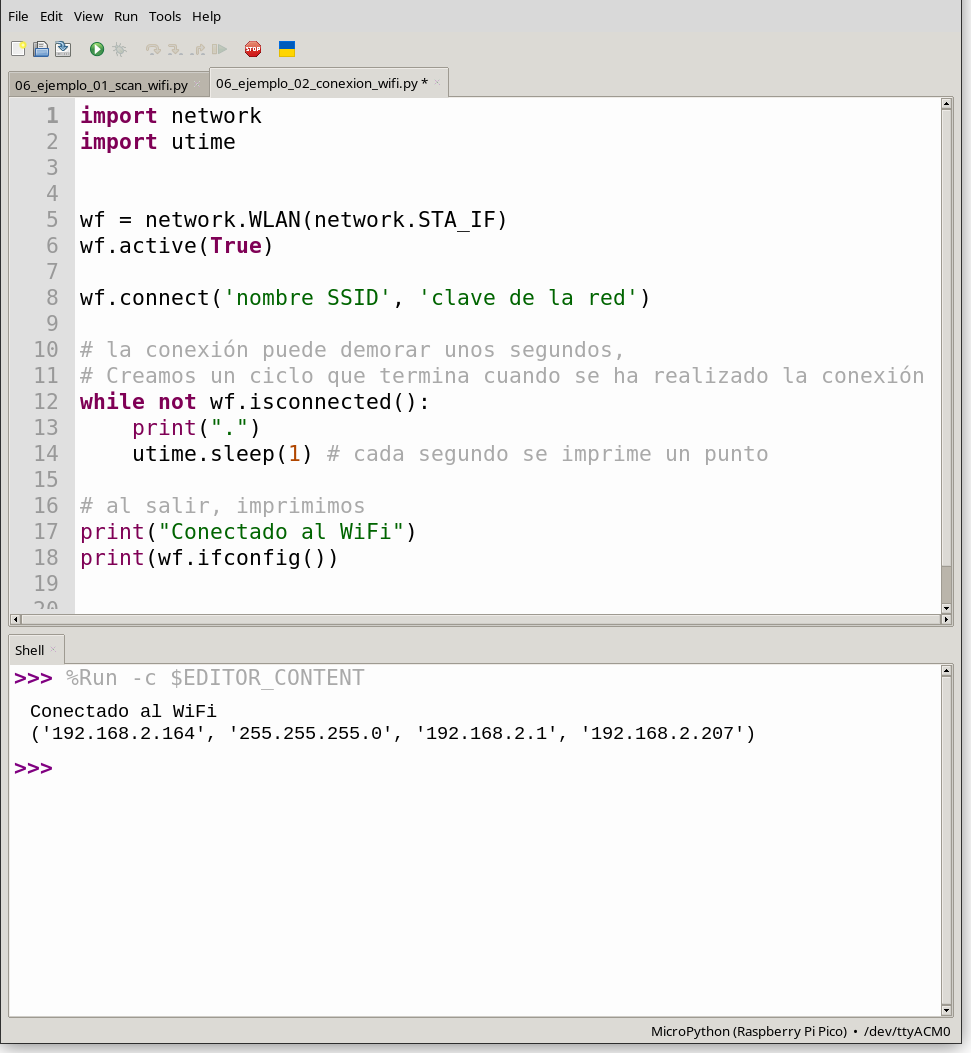 File Edit View Run Tools Help
STOP
06_ejemplo_01_scan_wifi.py × 06_ejemplo_02_conexion_wifi.py * ×
1 import network
2 import utime
3
4
5 wf = network.WLAN(network.STA_IF)
6 wf.active(True)
7
8 wf.connect('nombre SSID', 'clave de la red')
9
10 # la conexión puede demorar unos segundos,
11 # Creamos un ciclo que termina cuando se ha realizado la conexión
12 while not wf.isconnected():
13     print(".")
14     utime.sleep(1) # cada segundo se imprime un punto
15
16 # al salir, imprimimos
17 print("Conectado al WiFi")
18 print(wf.ifconfig())
19
20
Shell ×
>>> %Run -c $EDITOR_CONTENT
Conectado al WiFi
('192.168.2.164', '255.255.255.0', '192.168.2.1', '192.168.2.207')
>>>
MicroPython (Raspberry Pi Pico) • /dev/ttyACM0